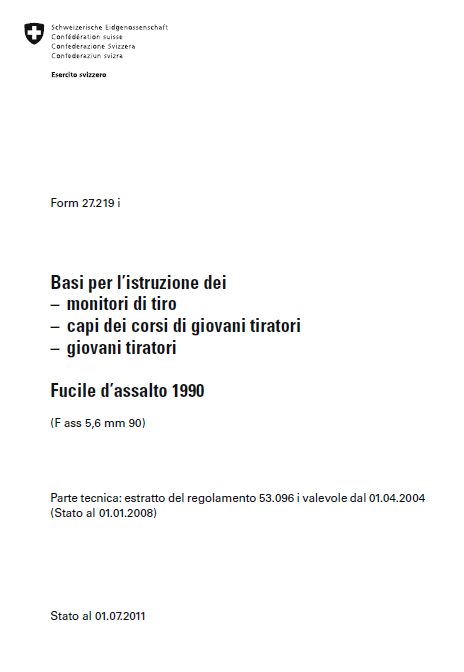 Schweizerische Eidgenossenschaft
Confédération suisse
Confederazione Svizzera
Confederaziun svizra
Esercito svizzero
Form 27.219 i
Basi per l'istruzione dei
– monitori di tiro
– capi dei corsi di giovani tiratori
– giovani tiratori
Fucile d'assalto 1990
(F ass 5,6 mm 90)
Parte tecnica: estratto del regolamento 53.096 i valevole dal 01.04.2004
(Stato al 01.01.2008)
Stato al 01.07.2011